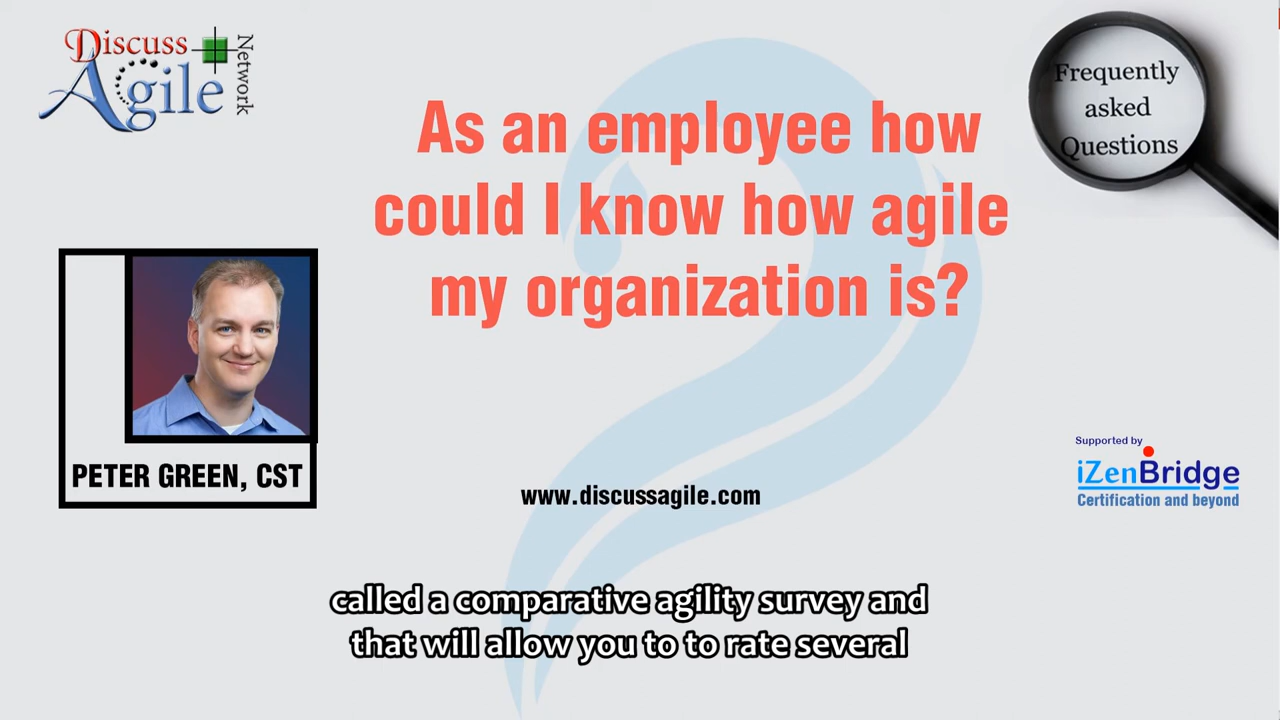 Discuss
Agile
Network
Frequently
asked
Questions
As an employee how
could I know how agile
my organization is?
PETER GREEN, CST
www.discussagile.com
Supported by
iZenBridge
Certification and beyond
called a comparative agility survey and
that will allow you to to rate several